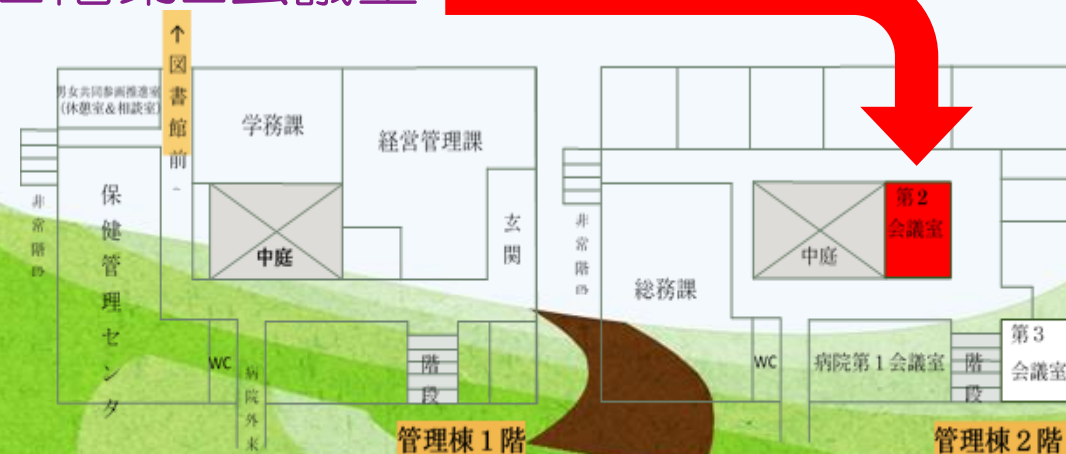 ↑図書館前
男女共同参画推進室
(休憩室&相談室)
学務課
経営管理課
非常階段
保健管理センタ
中庭
玄関
WC
病院外来
階段
管理棟1階
第2
会議室
非常階段
中庭
総務課
WC
病院第1会議室
階段
第3
会議室
管理棟2階